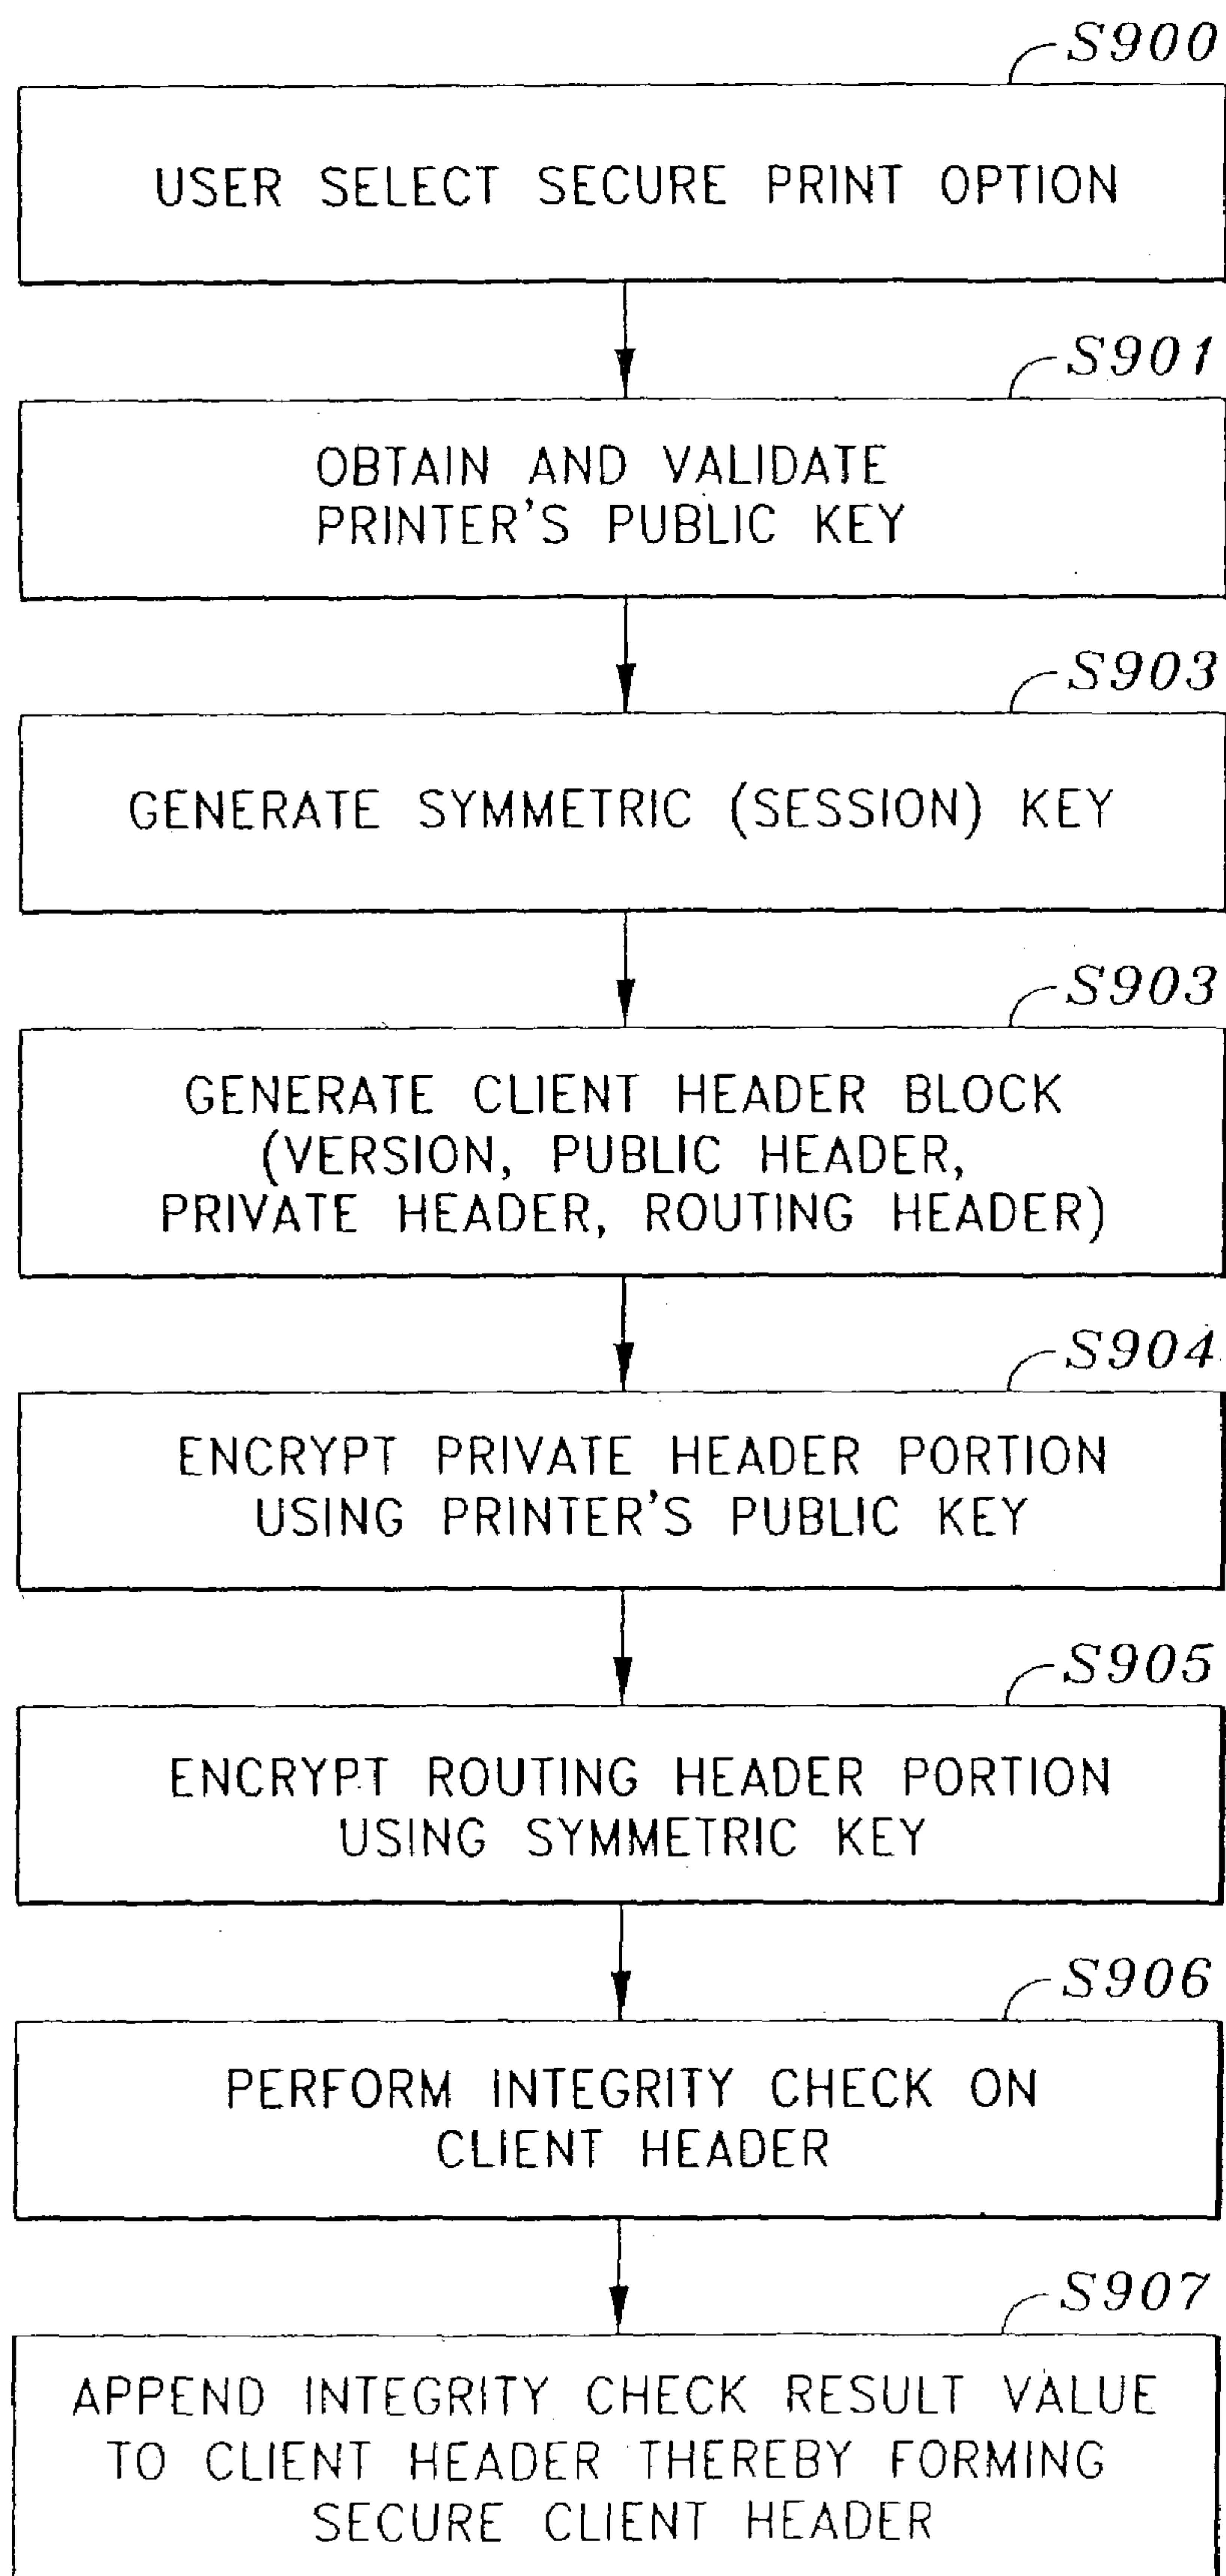 S900
USER SELECT SECURE PRINT OPTION
S901
OBTAIN AND VALIDATE
PRINTER'S PUBLIC KEY
S903
GENERATE SYMMETRIC (SESSION) KEY
S903
GENERATE CLIENT HEADER BLOCK
(VERSION, PUBLIC HEADER,
PRIVATE HEADER, ROUTING HEADER)
S904
ENCRYPT PRIVATE HEADER PORTION
USING PRINTER'S PUBLIC KEY
S905
ENCRYPT ROUTING HEADER PORTION
USING SYMMETRIC KEY
S906
PERFORM INTEGRITY CHECK ON
CLIENT HEADER
S907
APPEND INTEGRITY CHECK RESULT VALUE
TO CLIENT HEADER THEREBY FORMING
SECURE CLIENT HEADER